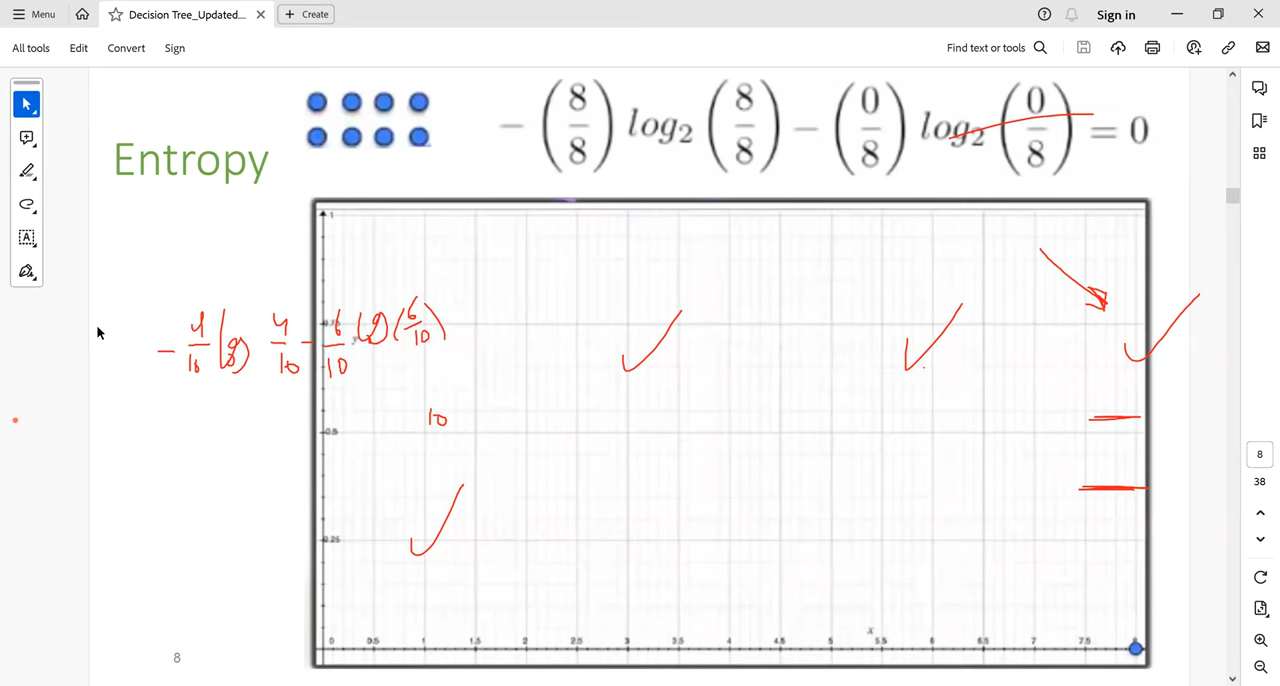 Menu
Decision Tree_Updated...
Create
Sign in
All tools
Edit
Convert
Sign
Find text or tools
Entropy
- (8/8) log2 (8/8) - (0/8) log2 (0/8) = 0
1
0.75
y
- 4/10 lg 4/10 - 6/10 lg (6/10)
10
0.5
0.25
x
0 0.5 1 1.5 2 2.5 3 3.5 4 4.5 5 5.5 6 6.5 7 7.5 8
8
8
38